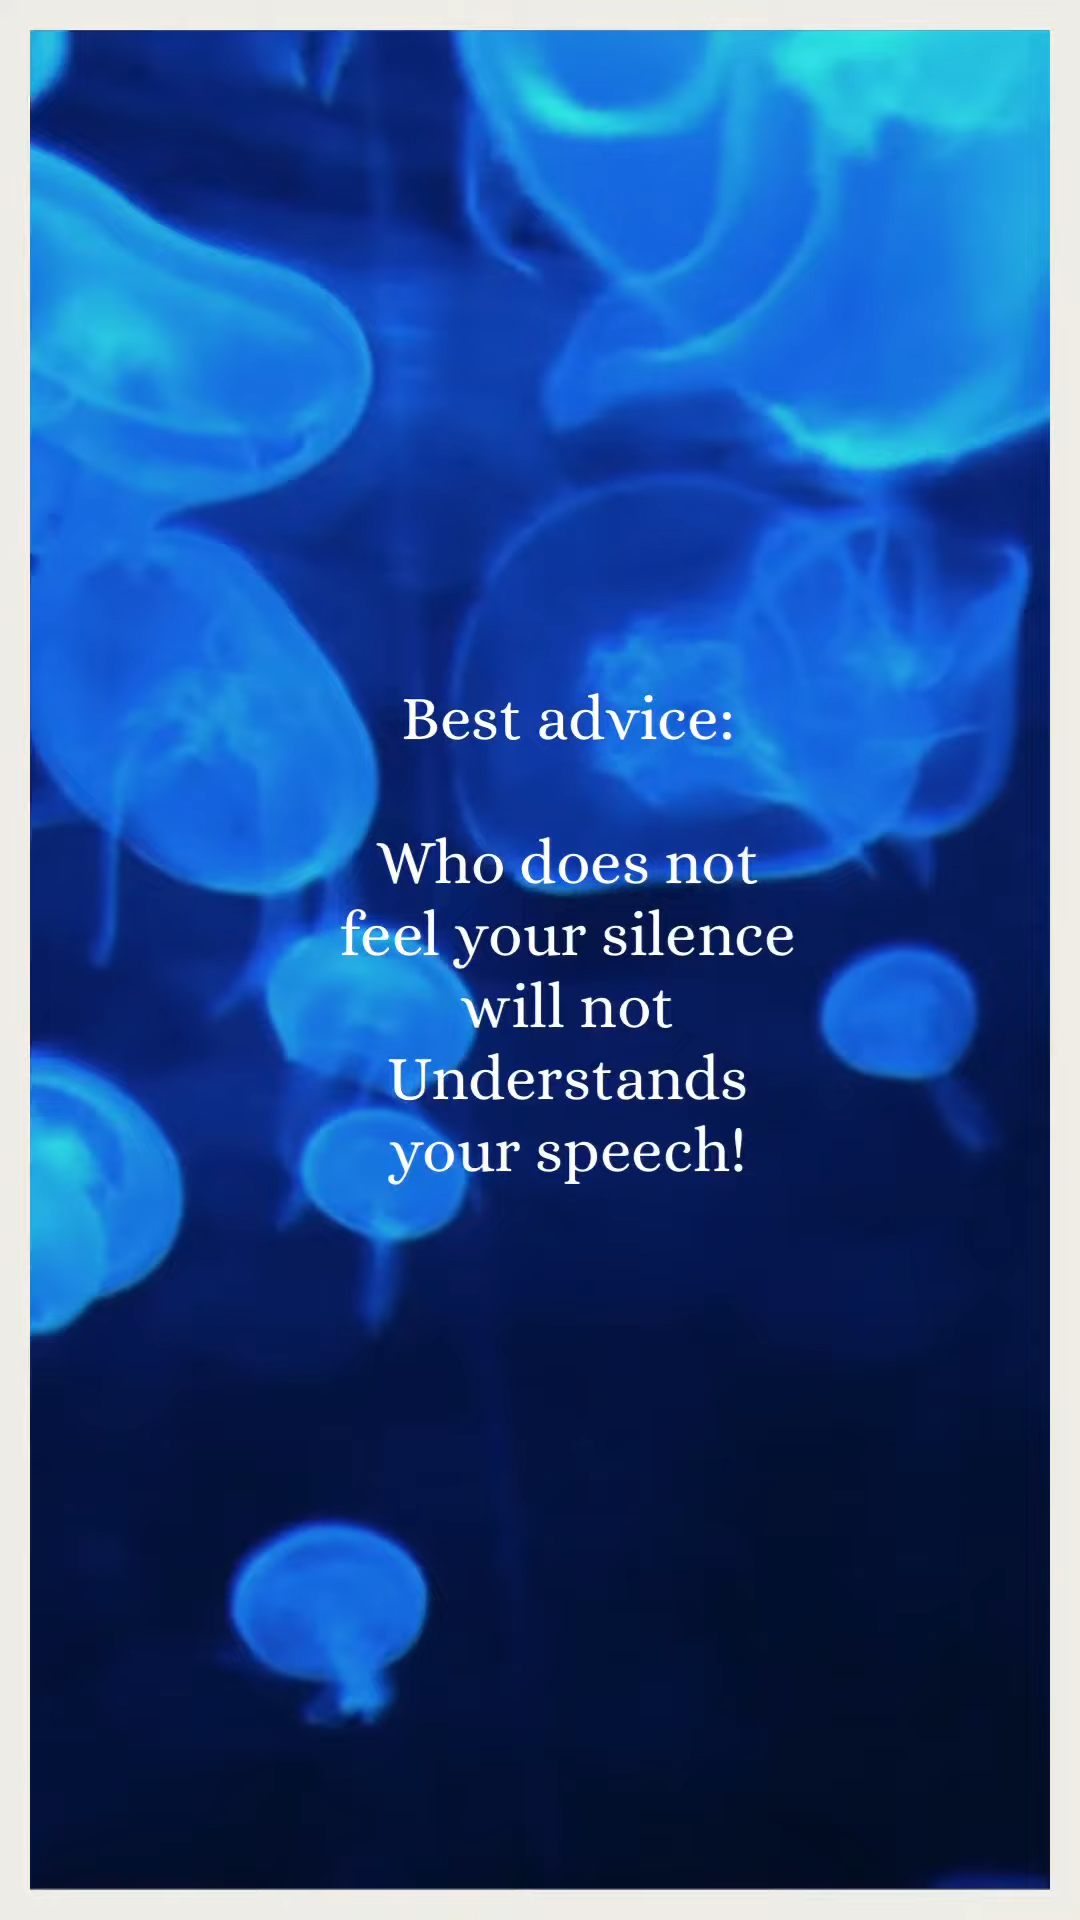 Best advice:
Who does not
feel your silence
will not
Understands
your speech!